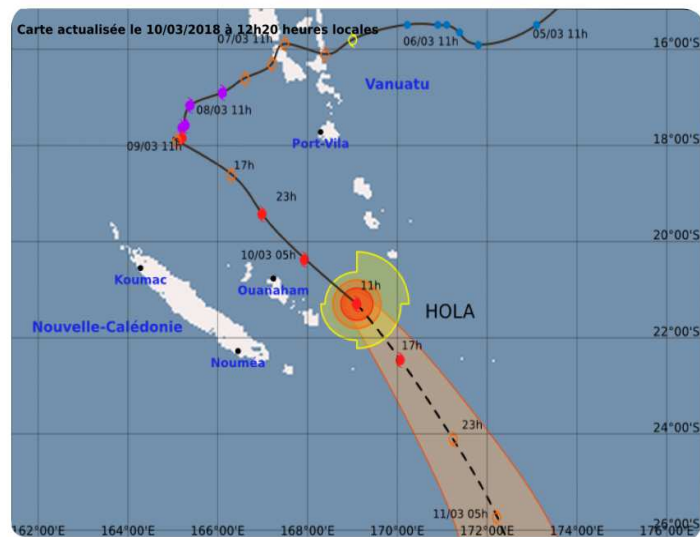 Carte actualisée le 10/03/2018 à 12h20 heures locales
07/03 11h
06/03 11h
05/03 11h
16°00'S
Vanuatu
08/03 11h
Port-Vila
09/03 11h
18°00'S
17h
23h
20°00'S
10/03 05h
Koumac
Ouanaham
11h
HOLA
Nouvelle-Calédonie
22°00'S
17h
Nouméa
23h
24°00'S
11/03 05h
26°00'S
162°00'E
164°00'E
166°00'E
168°00'E
170°00'E
172°00'E
174°00'E
176°00'E